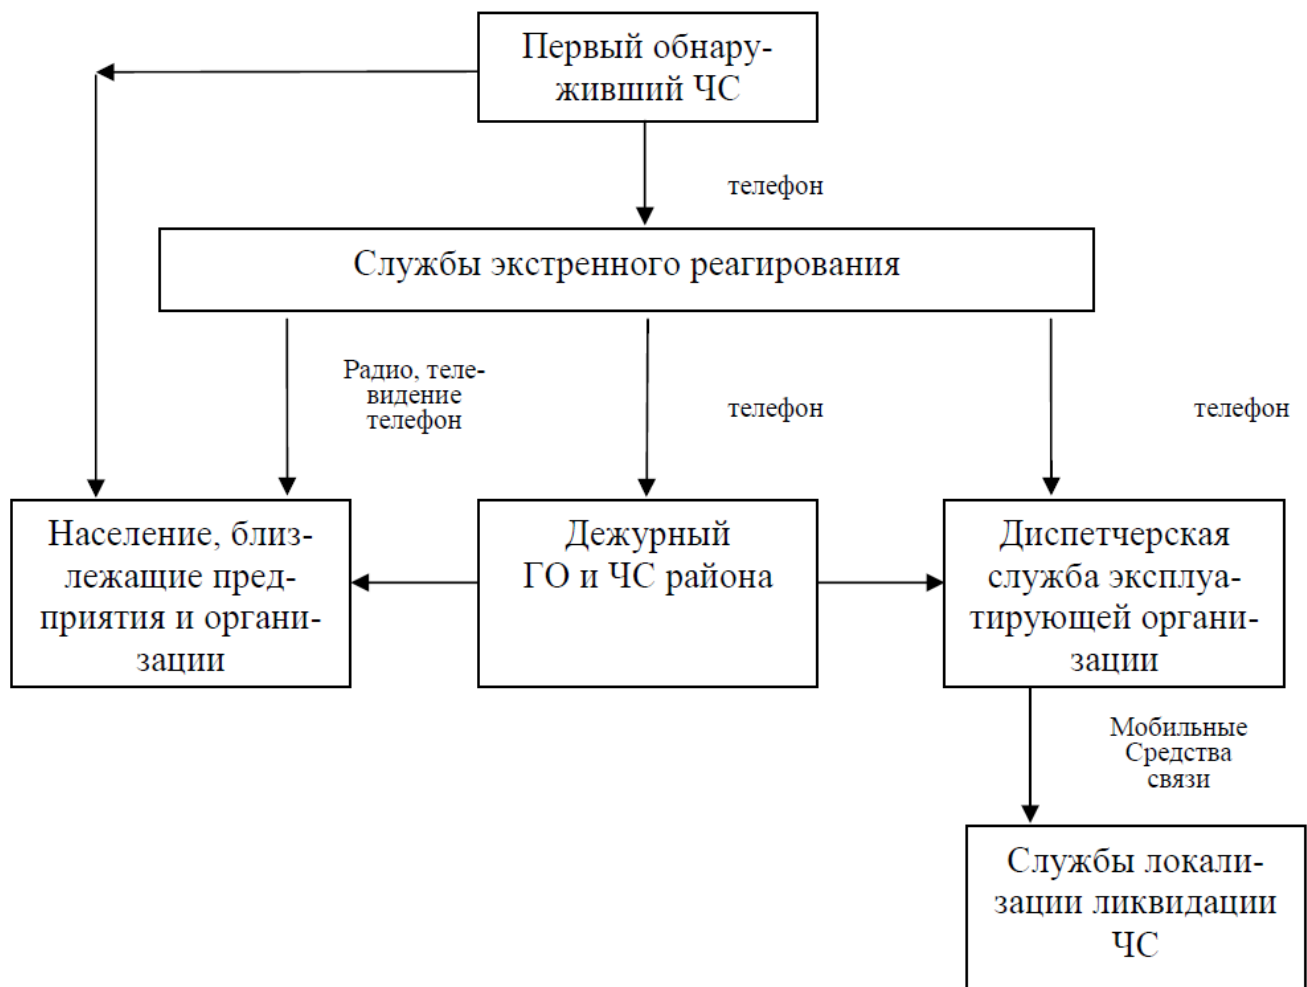 Первый обнару-
живший ЧС
телефон
Службы экстренного реагирования
Радио, теле-
видение
телефон
телефон
телефон
Население, близ-
лежащие пред-
приятия и органи-
зации
Дежурный
ГО и ЧС района
Диспетчерская
служба эксплуа-
тирующей органи-
зации
Мобильные
Средства
связи
Службы локали-
зации ликвидации
ЧС